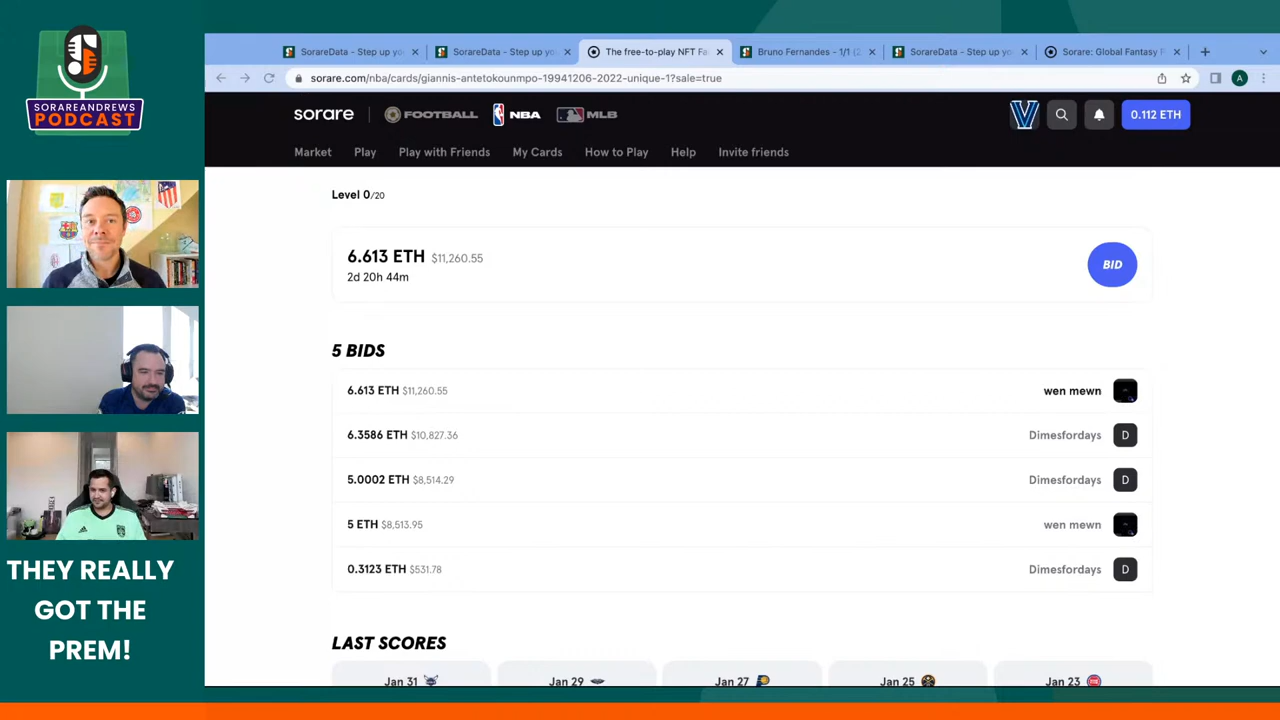 SORAREANDREWS
PODCAST
THEY REALLY
GOT THE
PREM!
SorareData - Step up yo
SorareData - Step up yo
The free-to-play NFT Fa
Bruno Fernandes - 1/1 (2
SorareData - Step up yo
Sorare: Global Fantasy
sorare.com/nba/cards/giannis-antetokounmpo-19941206-2022-unique-1?sale=true
A
sorare
FOOTBALL
NBA
MLB
0.112 ETH
Market
Play
Play with Friends
My Cards
How to Play
Help
Invite friends
Level 0/20
6.613 ETH $11,260.55
2d 20h 44m
BID
5 BIDS
6.613 ETH $11,260.55 wen mewn
6.3586 ETH $10,827.36 Dimesfordays D
5.0002 ETH $8,514.29 Dimesfordays D
5 ETH $8,513.95 wen mewn
0.3123 ETH $531.78 Dimesfordays D
LAST SCORES
Jan 31
Jan 29
Jan 27
Jan 25
Jan 23